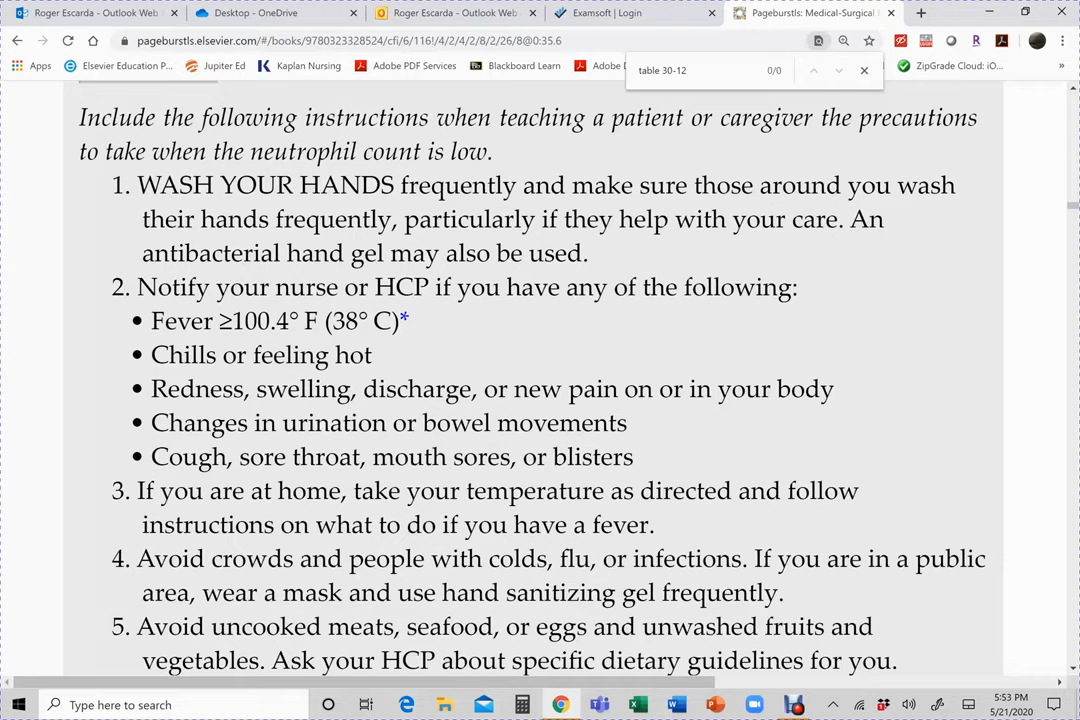 Roger Escarda - Outlook Web
Desktop - OneDrive
Roger Escarda - Outlook Web
Examsoft | Login
Pageburstls: Medical-Surgical
pageburstls.elsevier.com/#/books/9780323328524/cfi/6/116!/4/2/4/2/8/2/26/8@0:35.6
Apps
Elsevier Education P...
Jupiter Ed
Kaplan Nursing
Adobe PDF Services
Blackboard Learn
Adobe D
ZipGrade Cloud: iO...
»
table 30-12
0/0
Include the following instructions when teaching a patient or caregiver the precautions
to take when the neutrophil count is low.
1. WASH YOUR HANDS frequently and make sure those around you wash
their hands frequently, particularly if they help with your care. An
antibacterial hand gel may also be used.
2. Notify your nurse or HCP if you have any of the following:
• Fever ≥100.4° F (38° C)*
• Chills or feeling hot
• Redness, swelling, discharge, or new pain on or in your body
• Changes in urination or bowel movements
• Cough, sore throat, mouth sores, or blisters
3. If you are at home, take your temperature as directed and follow
instructions on what to do if you have a fever.
4. Avoid crowds and people with colds, flu, or infections. If you are in a public
area, wear a mask and use hand sanitizing gel frequently.
5. Avoid uncooked meats, seafood, or eggs and unwashed fruits and
vegetables. Ask your HCP about specific dietary guidelines for you.
Type here to search
5:53 PM
5/21/2020